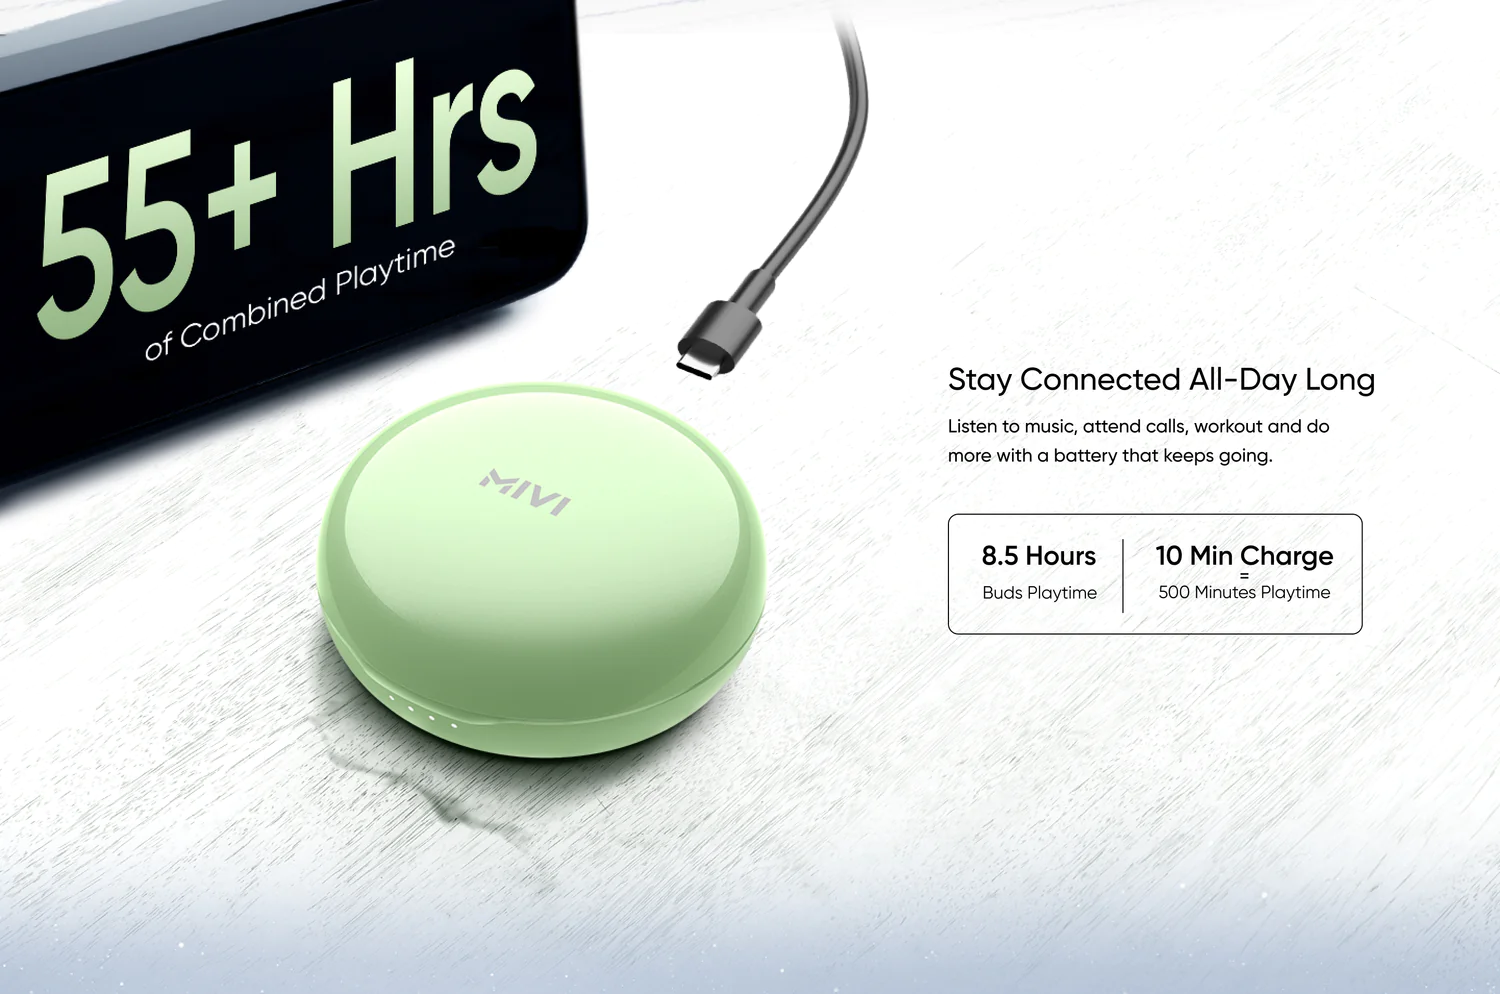 55+ Hrs
of Combined Playtime
MIVI
Stay Connected All-Day Long
Listen to music, attend calls, workout and do
more with a battery that keeps going.
8.5 Hours
Buds Playtime
10 Min Charge
=
500 Minutes Playtime